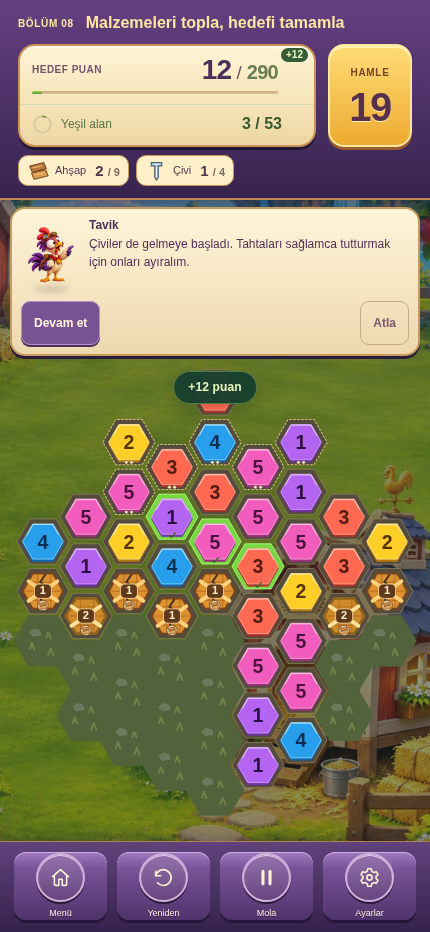 BÖLÜM 08 Malzemeleri topla, hedefi tamamla
HEDEF PUAN 12 / 290 +12
Yeşil alan 3 / 53
HAMLE
19
Ahşap 2 / 9 Çivi 1 / 4
Tavik
Çiviler de gelmeye başladı. Tahtaları sağlamca tutturmak
için onları ayıralım.
Devam et Atla
+12 puan
2 4 1
3 5
5 3 1
5 1 5 3
4 2 5 5 2
1 4 3 3
1 1 1 2 1
2 1 3 2
5
5 5
1 4
1
Menü Yeniden Mola Ayarlar